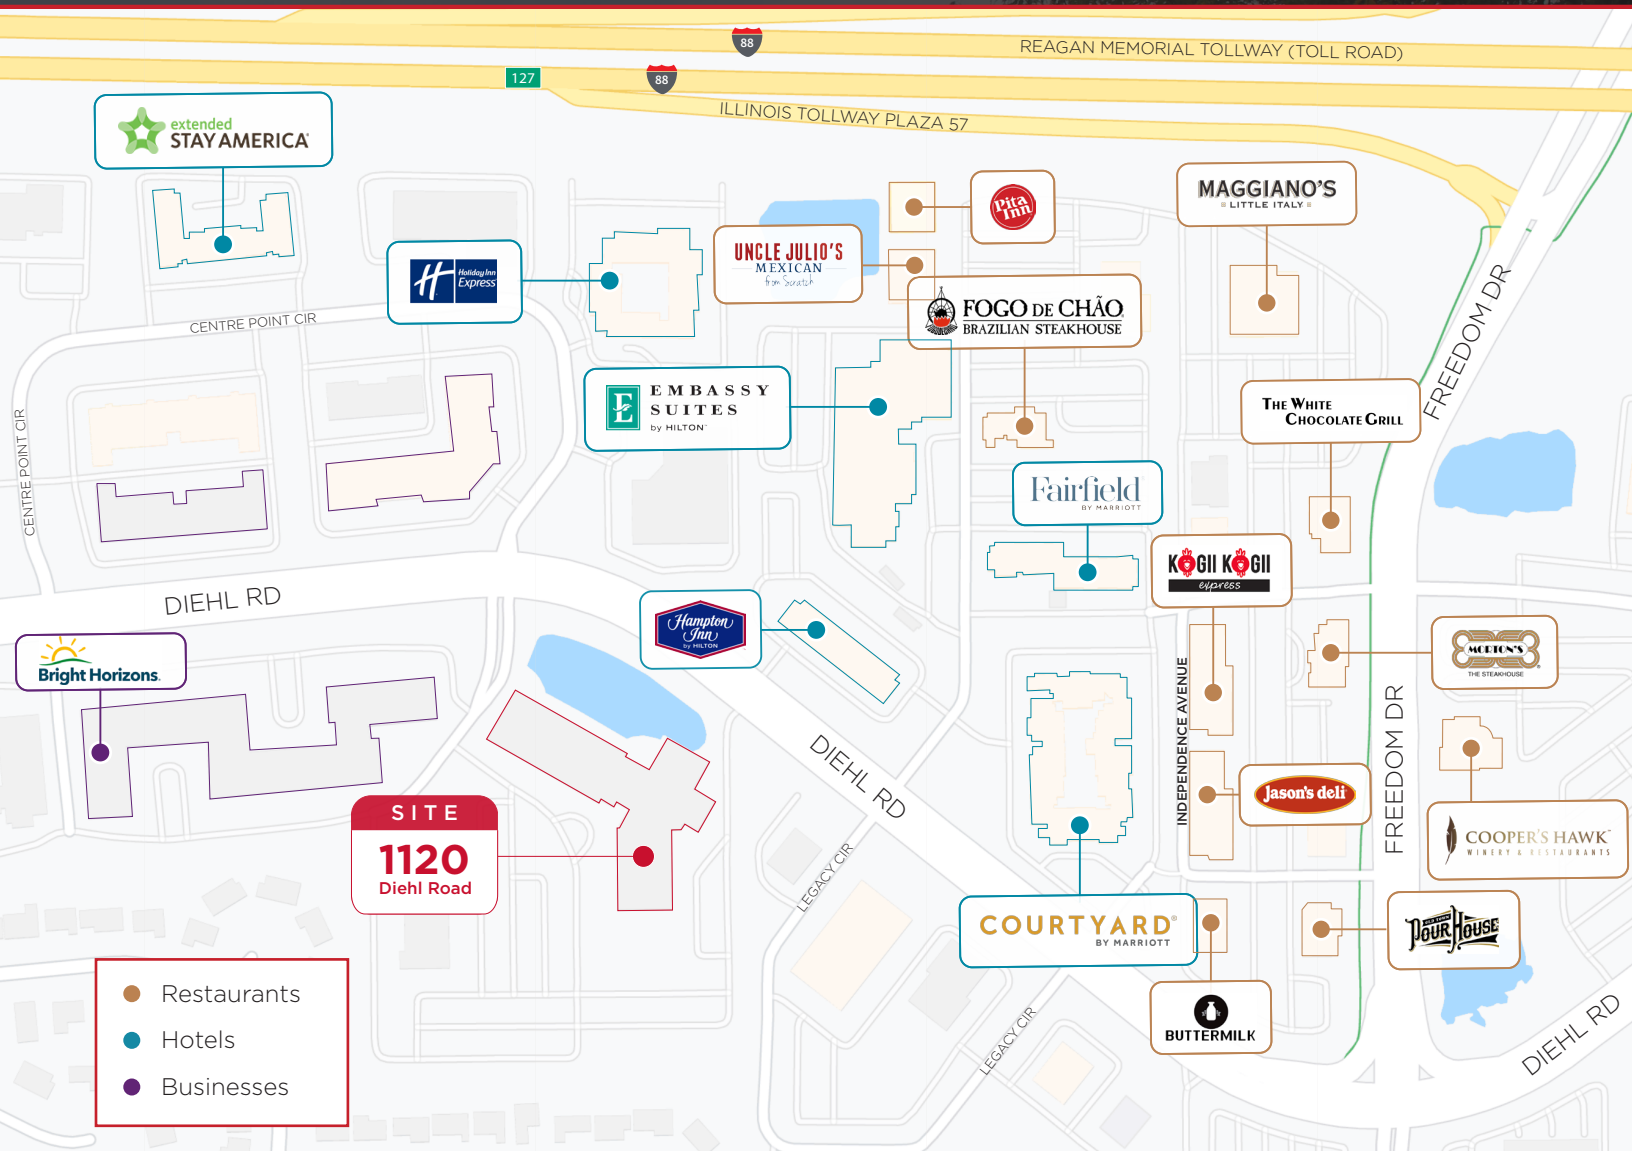 88
REAGAN MEMORIAL TOLLWAY (TOLL ROAD)
127
88
ILLINOIS TOLLWAY PLAZA 57
extended
STAY AMERICA
Pita
Inn
MAGGIANO'S
LITTLE ITALY
UNCLE JULIO'S
MEXICAN
from Scratch
Holiday Inn
Express
FOGO DE CHÃO
BRAZILIAN STEAKHOUSE
CENTRE POINT CIR
FREEDOM DR
EMBASSY
SUITES
by HILTON™
THE WHITE
CHOCOLATE GRILL
CENTRE POINT CIR
Fairfield
BY MARRIOTT
KOGII KOGII
express
DIEHL RD
Hampton
Inn
by HILTON
Bright Horizons.
MORTON'S
THE STEAKHOUSE
INDEPENDENCE AVENUE
FREEDOM DR
DIEHL RD
Jason's deli
SITE
1120
Diehl Road
COOPER'S HAWK™
WINERY & RESTAURANTS
LEGACY CIR
COURTYARD®
BY MARRIOTT
OLD TOWN
POUR HOUSE
BUTTERMILK
LEGACY CIR
DIEHL RD
Restaurants
Hotels
Businesses